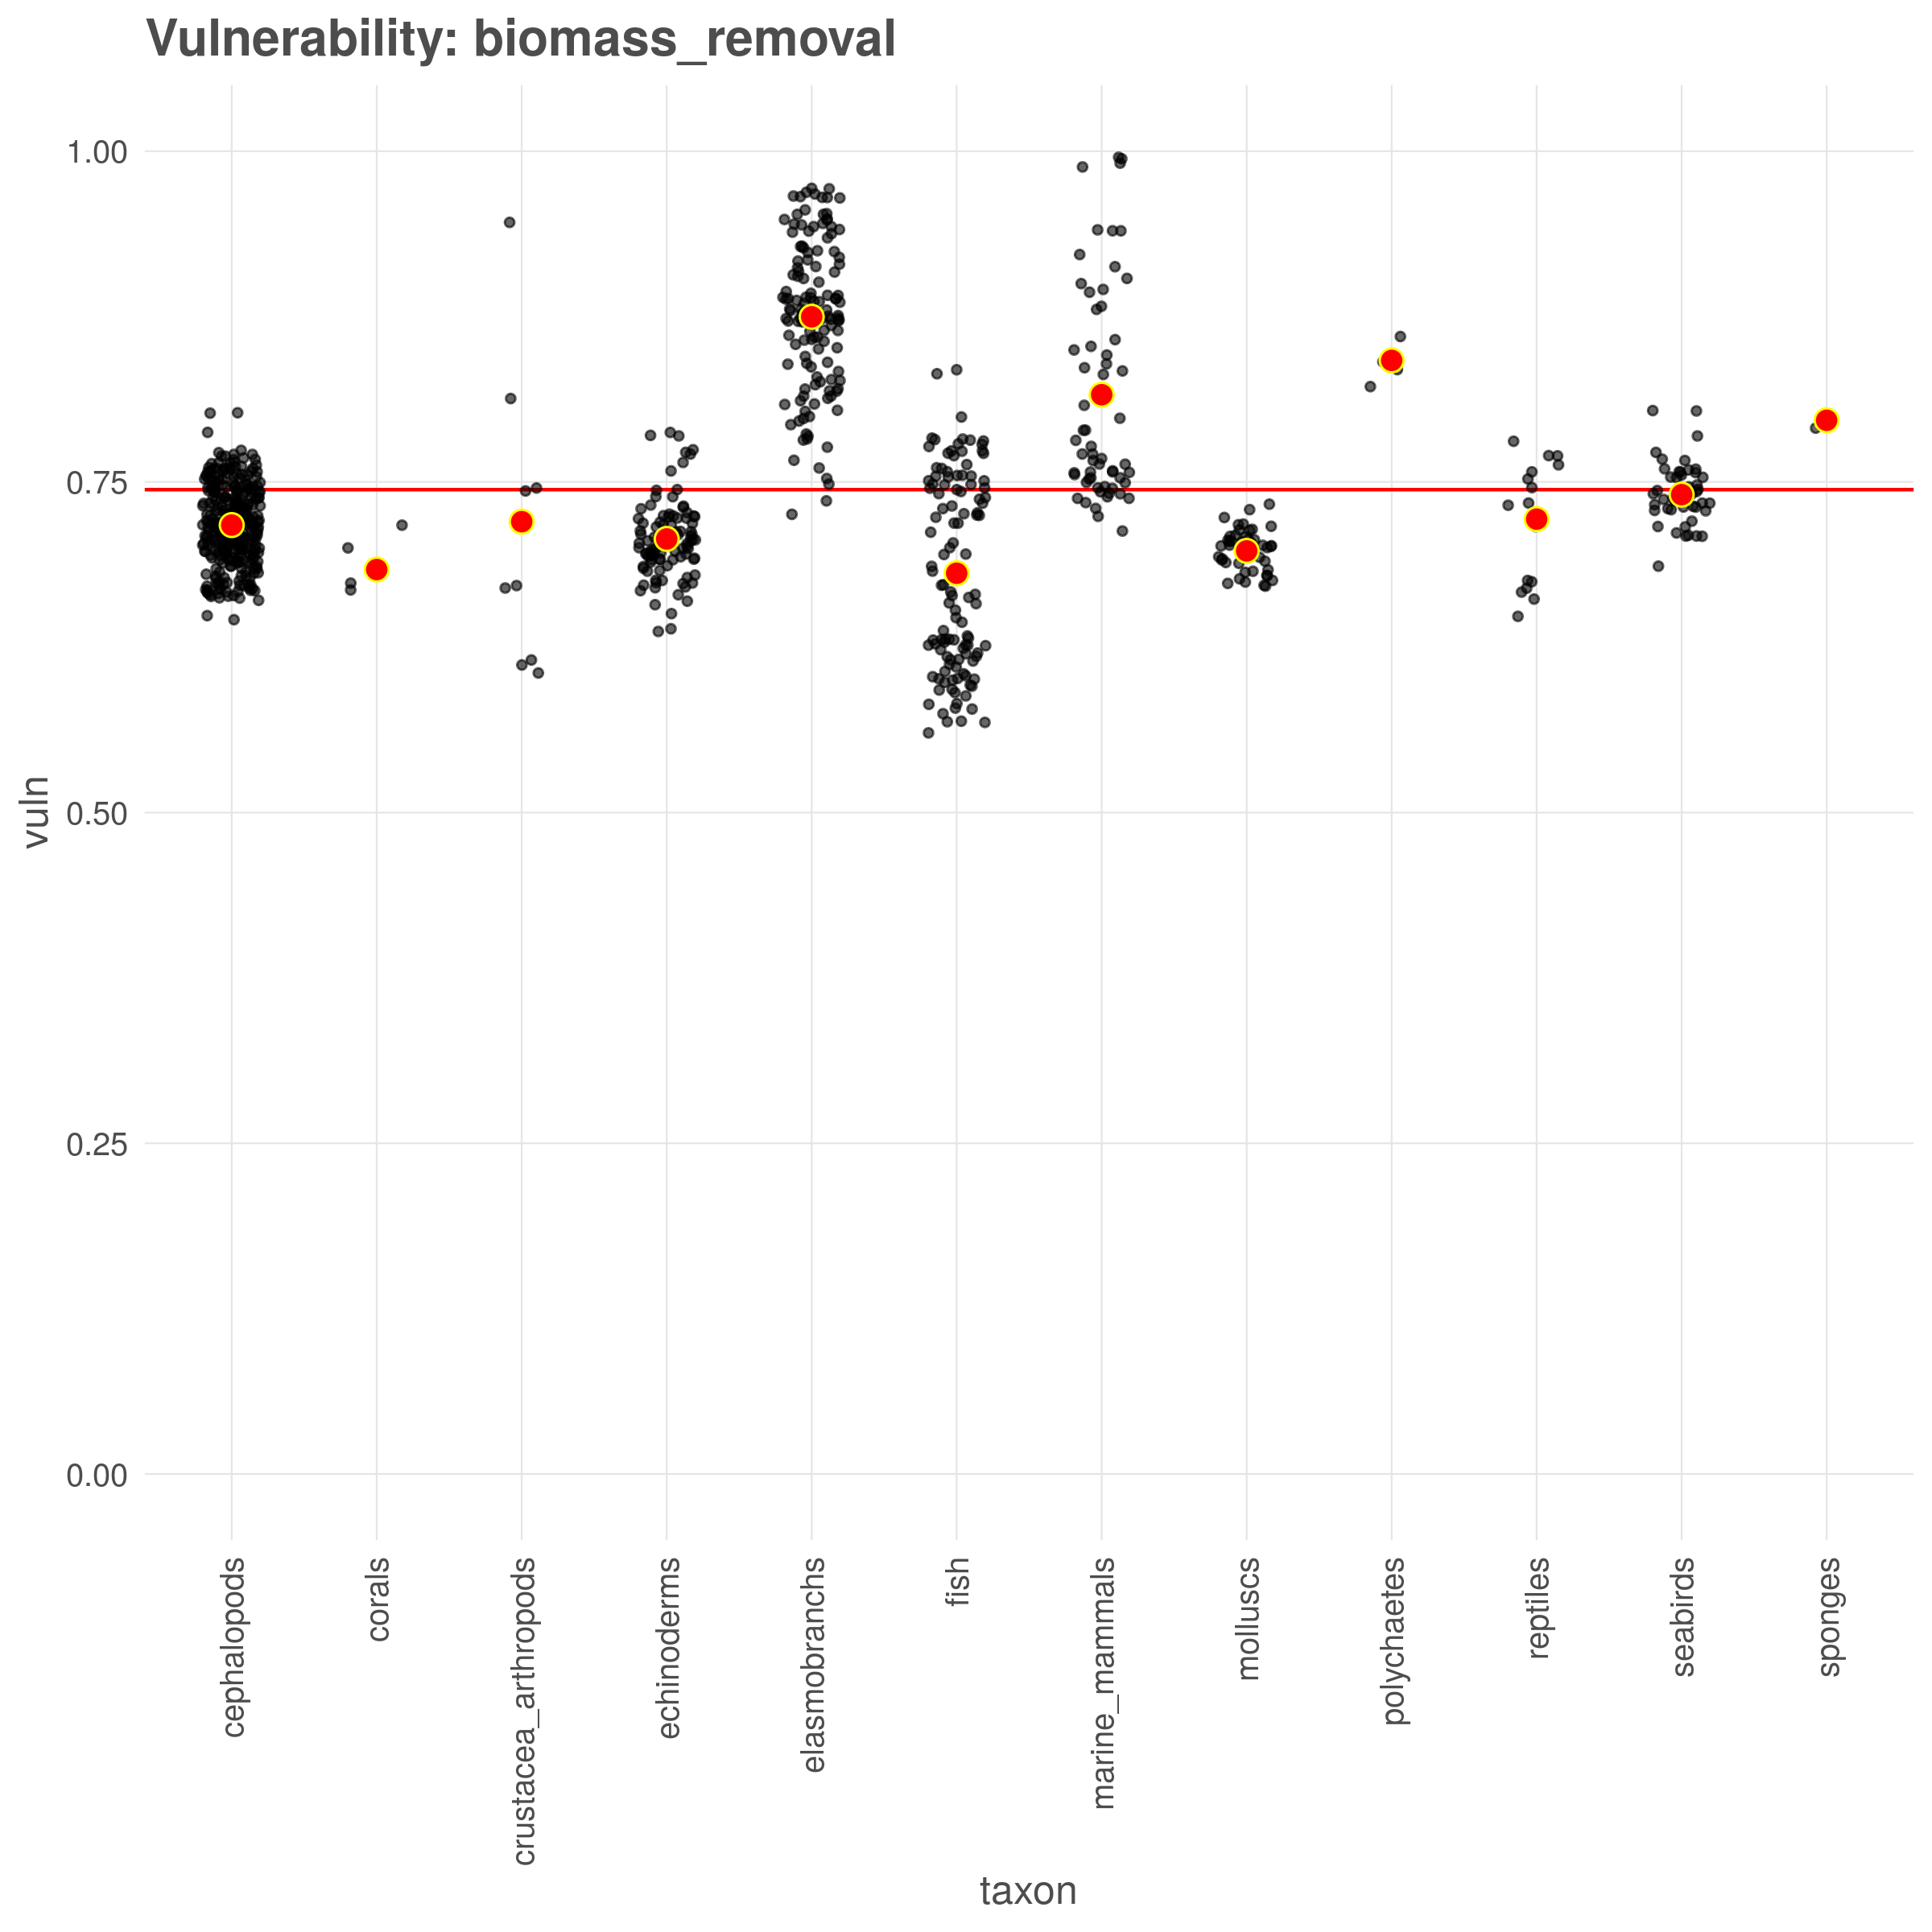 Vulnerability: biomass_removal
1.00
0.75
0.50
0.25
0.00
vuln
cephalopods
corals
crustacea_arthropods
echinoderms
elasmobranchs
fish
marine_mammals
molluscs
polychaetes
reptiles
seabirds
sponges
taxon